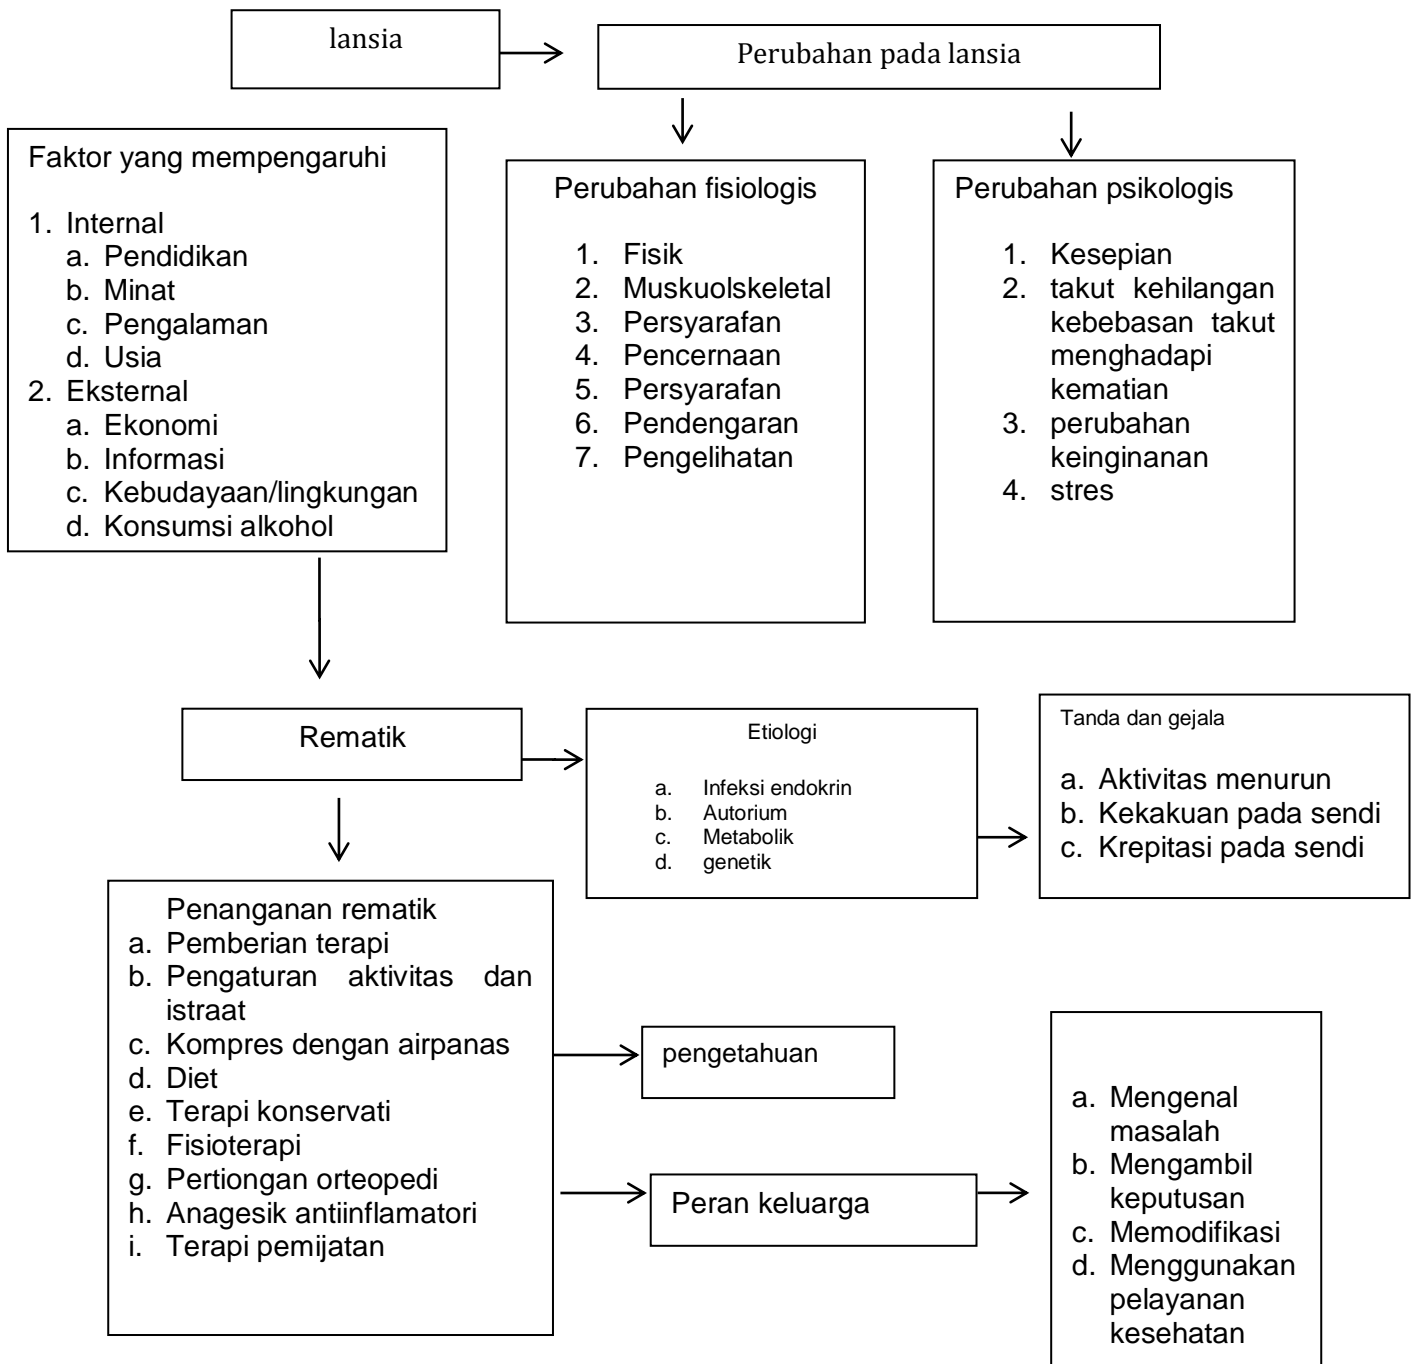 lansia
Perubahan pada lansia
Faktor yang mempengaruhi
1. Internal
a. Pendidikan
b. Minat
c. Pengalaman
d. Usia
2. Eksternal
a. Ekonomi
b. Informasi
c. Kebudayaan/lingkungan
d. Konsumsi alkohol
Perubahan fisiologis
1. Fisik
2. Muskuolskeletal
3. Persyarafan
4. Pencernaan
5. Persyarafan
6. Pendengaran
7. Pengelihatan
Perubahan psikologis
1. Kesepian
2. takut kehilangan
kebebasan takut
menghadapi
kematian
3. perubahan
keinginanan
4. stres
Rematik
Etiologi
a. Infeksi endokrin
b. Autorium
c. Metabolik
d. genetik
Tanda dan gejala
a. Aktivitas menurun
b. Kekakuan pada sendi
c. Krepitasi pada sendi
Penanganan rematik
a. Pemberian terapi
b. Pengaturan aktivitas dan
istraat
c. Kompres dengan airpanas
d. Diet
e. Terapi konservati
f. Fisioterapi
g. Pertiongan orteopedi
h. Anagesik antiinflamatori
i. Terapi pemijatan
pengetahuan
Peran keluarga
a. Mengenal
masalah
b. Mengambil
keputusan
c. Memodifikasi
d. Menggunakan
pelayanan
kesehatan